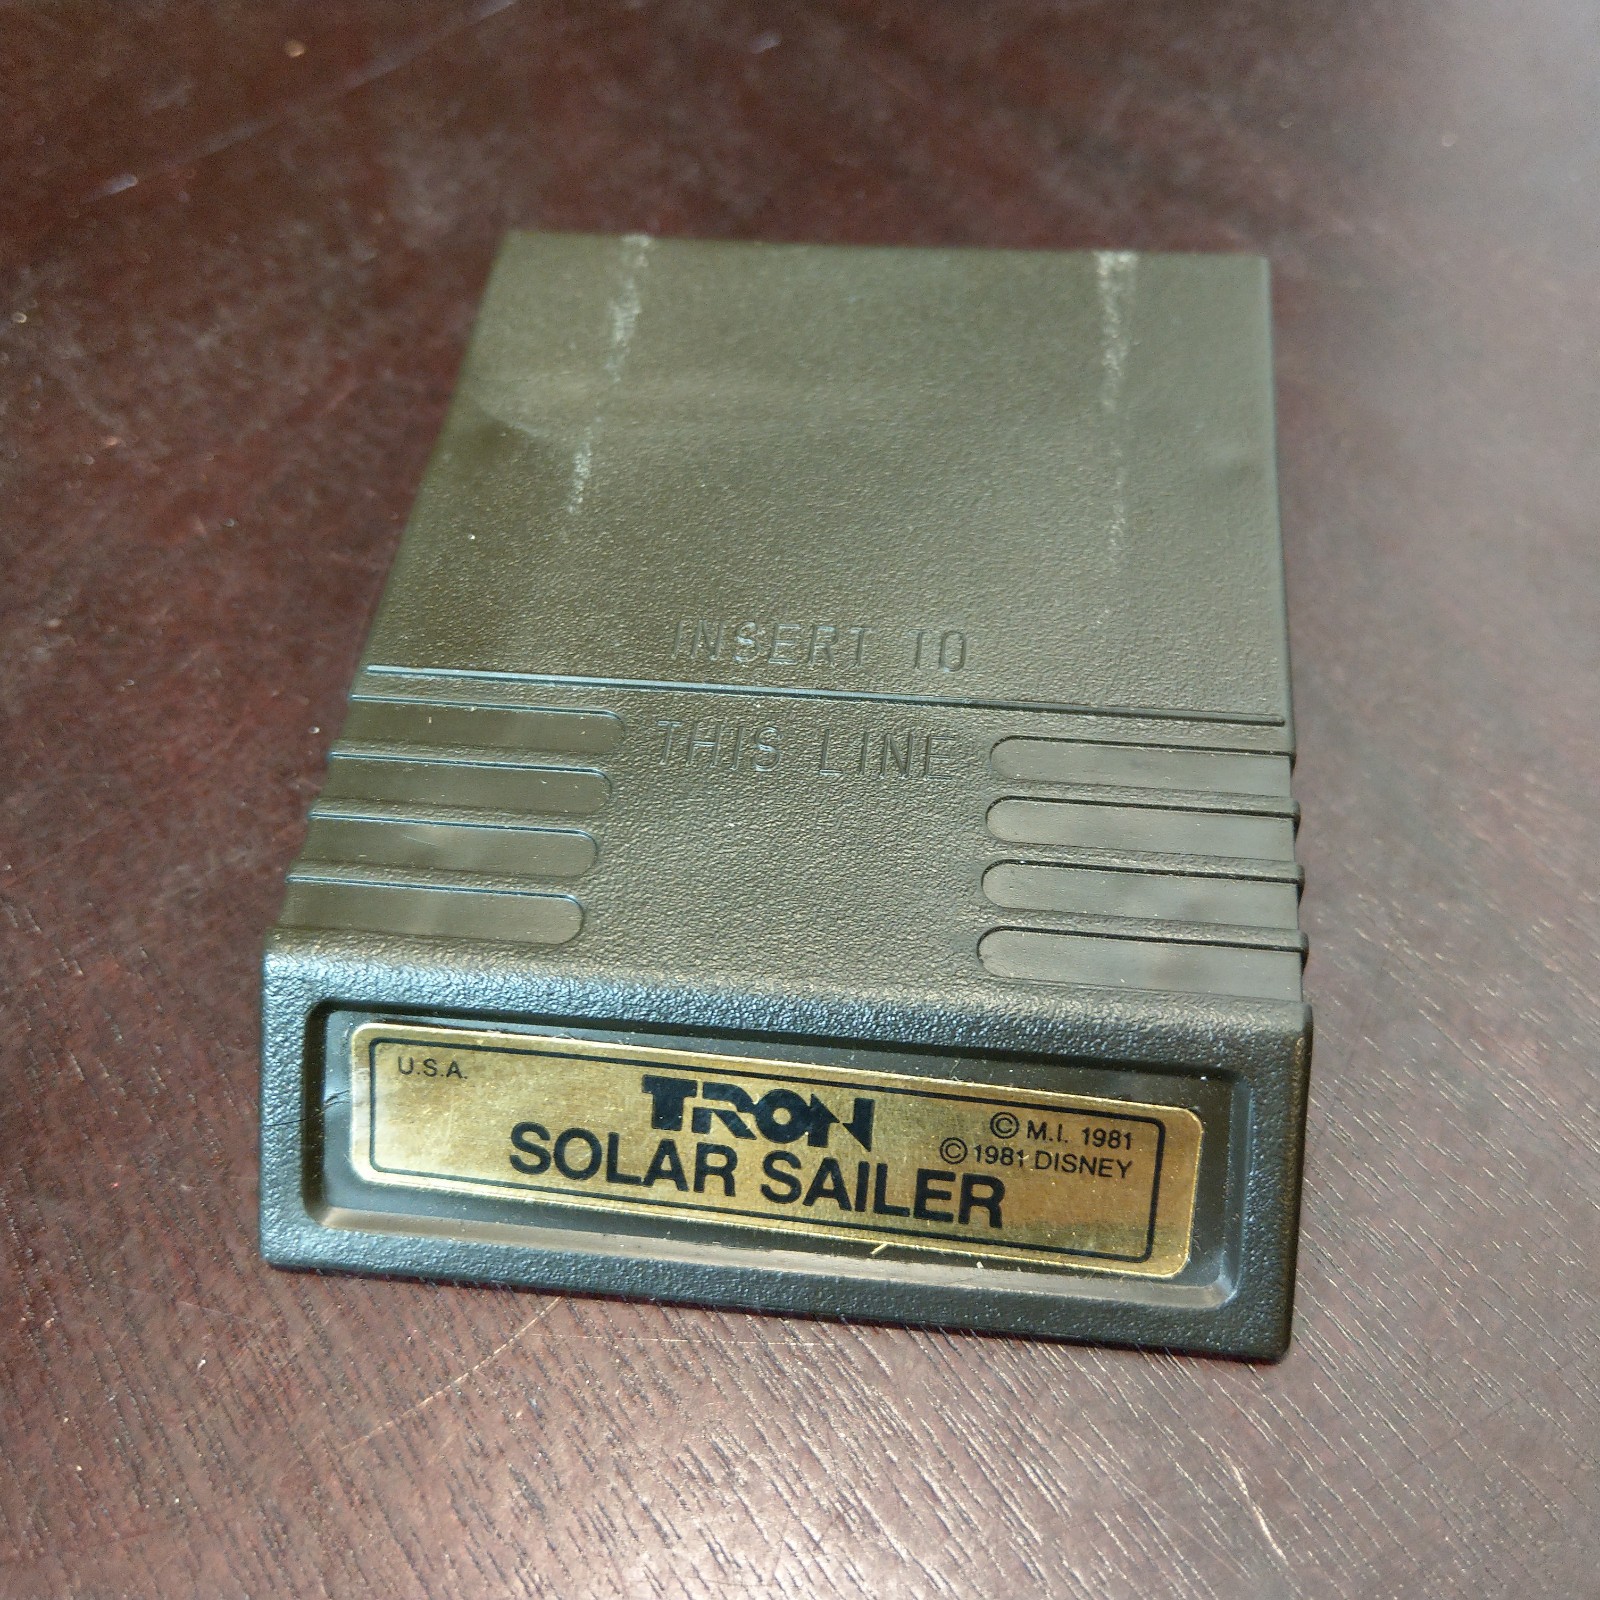 INSERT TO
THIS LINE
U.S.A.
TRON
SOLAR SAILER
© M.I. 1981
© 1981 DISNEY